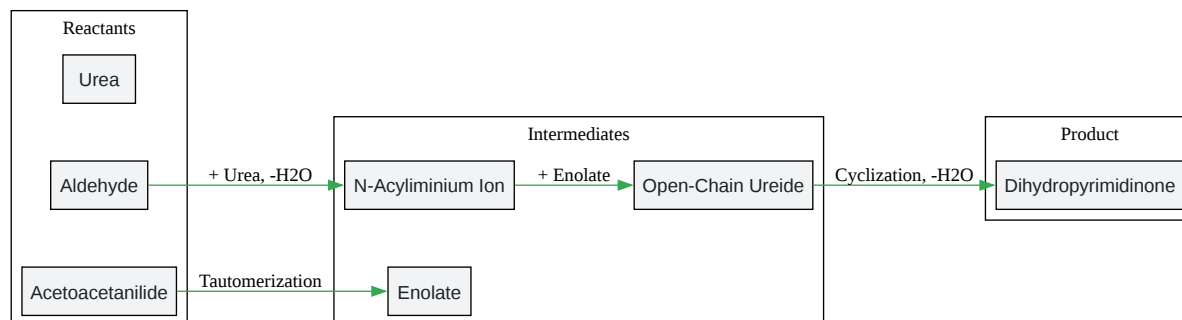 Reactants
Urea
Intermediates
Product
Aldehyde
+ Urea, -H2O
N-Acyliminium Ion
+ Enolate
Open-Chain Ureide
Cyclization, -H2O
Dihydropyrimidinone
Acetoacetanilide
Tautomerization
Enolate